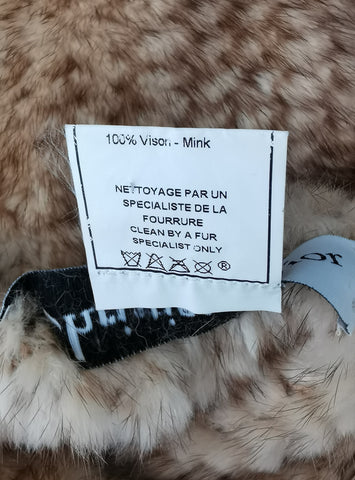 100% Vison - Mink
NETTOYAGE PAR UN
SPECIALISTE DE LA
FOURRURE
CLEAN BY A FUR
SPECIALIST ONLY
®